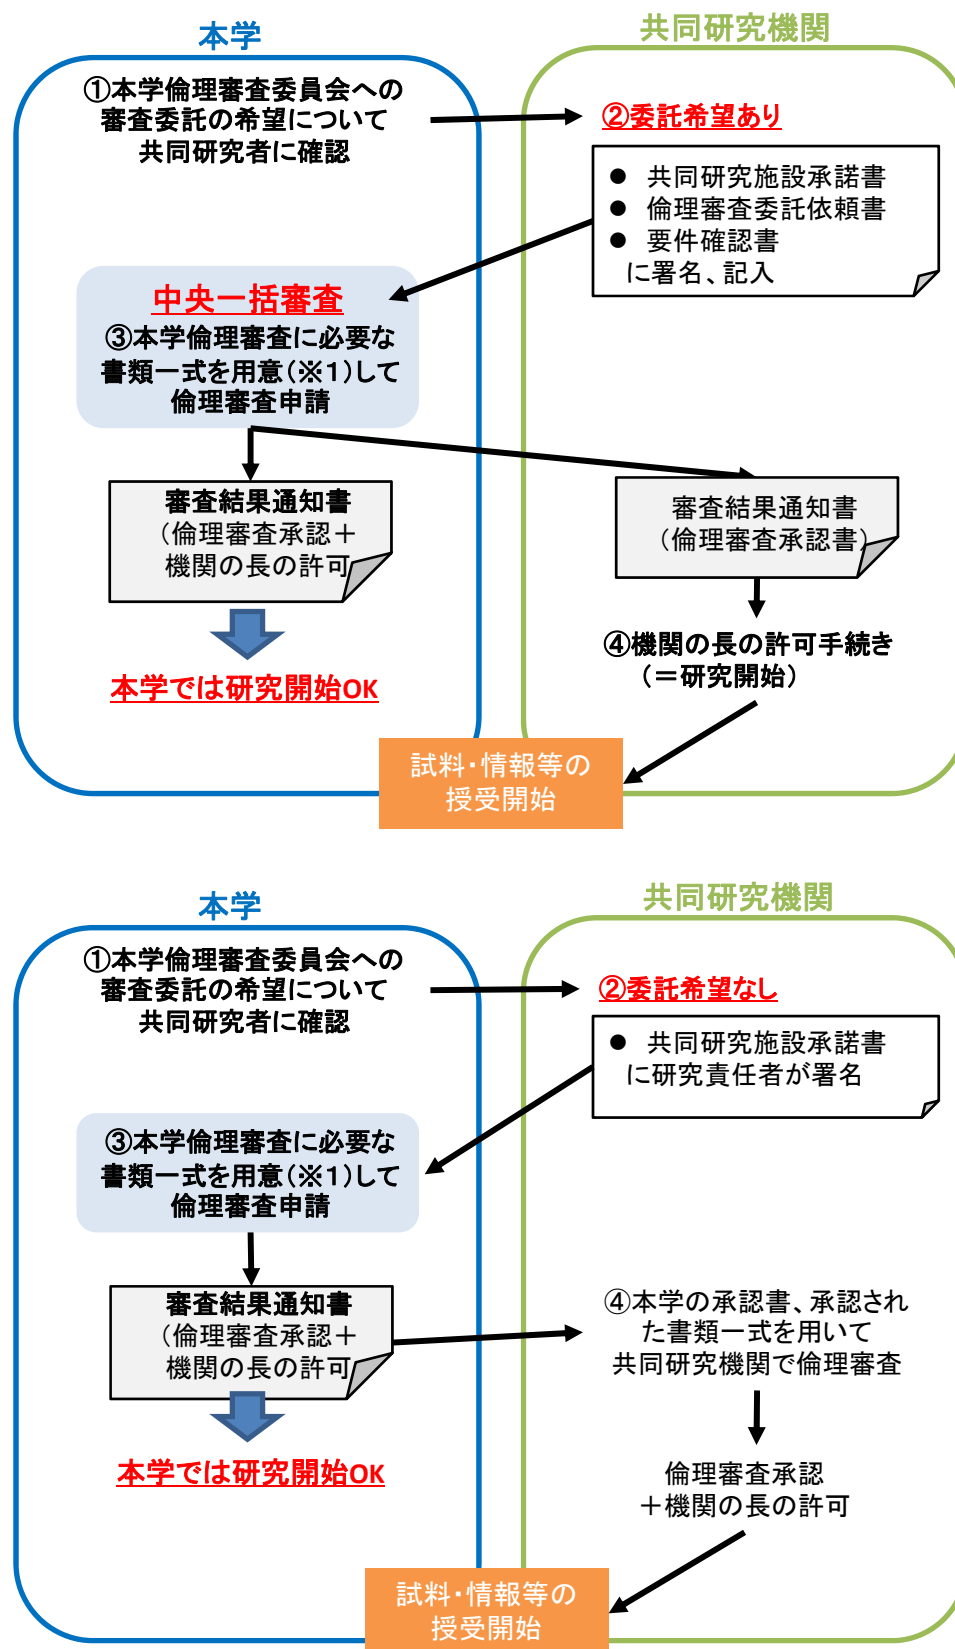 本学
共同研究機関
①本学倫理審査委員会への
審査委託の希望について
共同研究者に確認
②委託希望あり
● 共同研究施設承諾書
● 倫理審査委託依頼書
● 要件確認書
に署名、記入
中央一括審査
③本学倫理審査に必要な
書類一式を用意(※1)して
倫理審査申請
審査結果通知書
(倫理審査承認+
機関の長の許可
審査結果通知書
(倫理審査承認書)
④機関の長の許可手続き
(=研究開始)
本学では研究開始OK
試料・情報等の
授受開始
本学
共同研究機関
①本学倫理審査委員会への
審査委託の希望について
共同研究者に確認
②委託希望なし
● 共同研究施設承諾書
に研究責任者が署名
③本学倫理審査に必要な
書類一式を用意(※1)して
倫理審査申請
審査結果通知書
(倫理審査承認+
機関の長の許可
④本学の承認書、承認され
た書類一式を用いて
共同研究機関で倫理審査
本学では研究開始OK
倫理審査承認
+機関の長の許可
試料・情報等の
授受開始